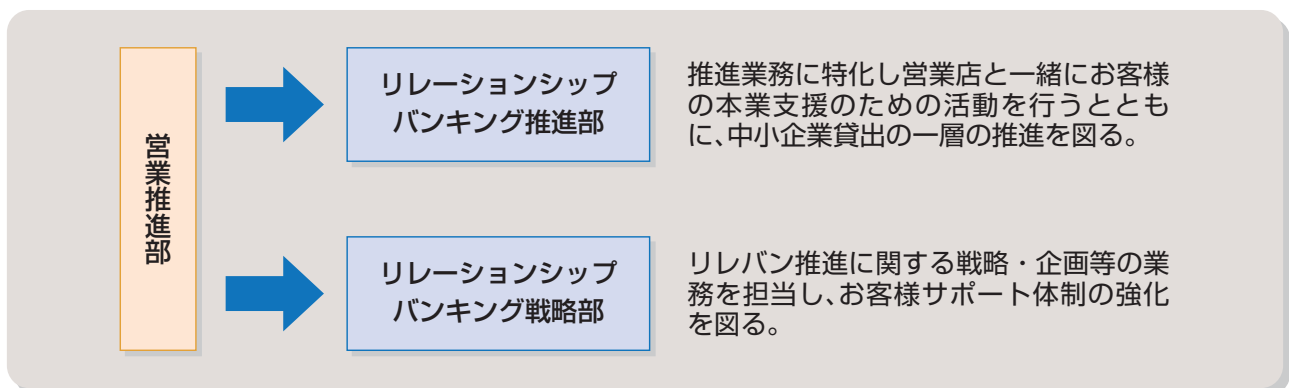 営業推進部
リレーションシップ
バンキング推進部
推進業務に特化し営業店と一緒にお客様
の本業支援のための活動を行うととも
に、中小企業貸出の一層の推進を図る。
リレーションシップ
バンキング戦略部
リレバン推進に関する戦略・企画等の業
務を担当し、お客様サポート体制の強化
を図る。